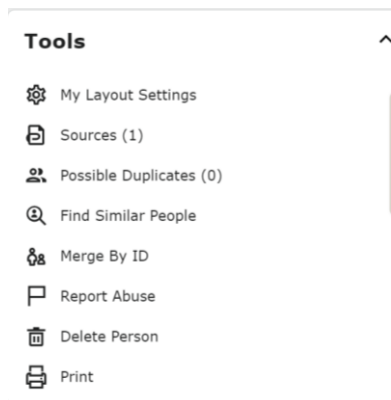 Tools
My Layout Settings
Sources (1)
Possible Duplicates (0)
Find Similar People
Merge By ID
Report Abuse
Delete Person
Print